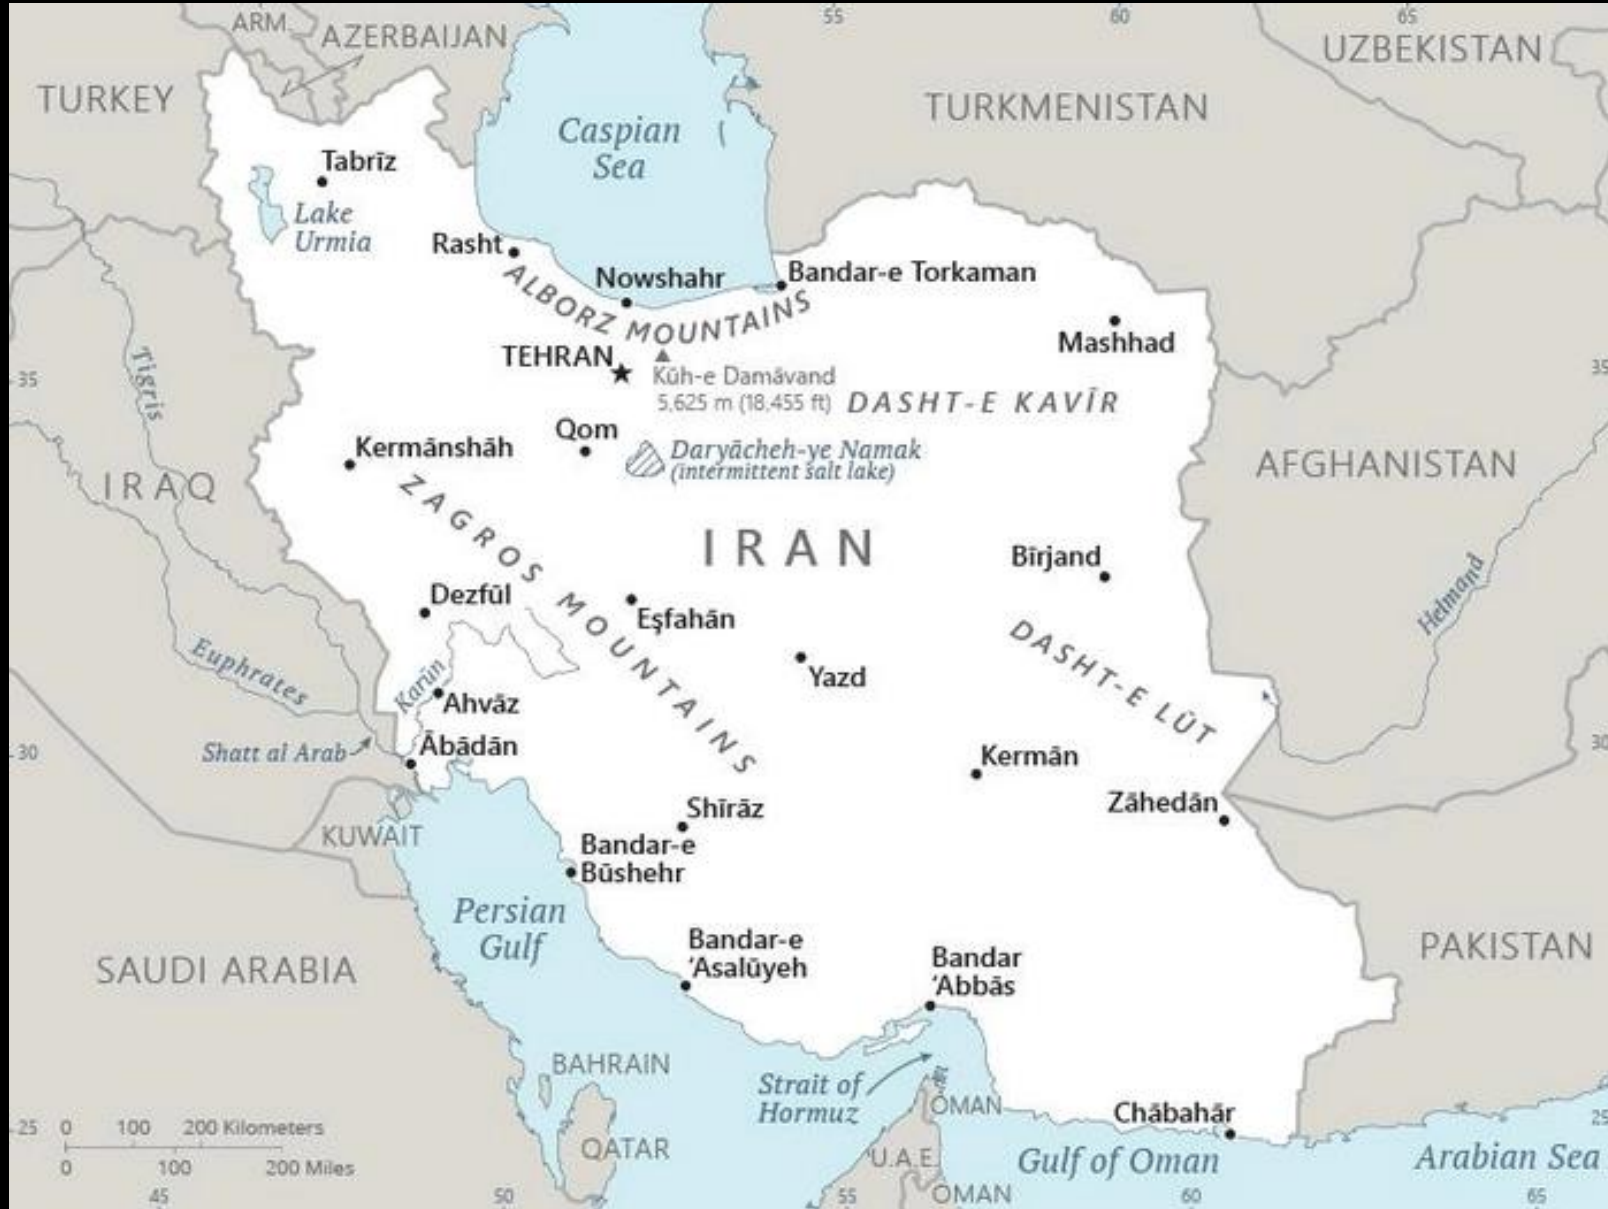 55
60
65
ARM.
AZERBAIJAN
UZBEKISTAN
TURKEY
TURKMENISTAN
Caspian
Sea
Tabrīz
Lake
Urmia
Rasht
Nowshahr
Bandar-e Torkaman
ALBORZ MOUNTAINS
Mashhad
TEHRAN
Tigris
35
35
Kūh-e Damāvand
5,625 m (18,455 ft)
DASHT-E KAVĪR
Qom
Kermānshāh
Daryācheh-ye Namak
(intermittent salt lake)
AFGHANISTAN
IRAQ
ZAGROS MOUNTAINS
IRAN
Bīrjand
Dezfūl
Eşfahān
Helmand
DASHT-E LŪT
Euphrates
Yazd
Karūn
Ahvāz
Shatt al Arab
Ābādān
30
30
Kermān
Zāhedān
Shīrāz
KUWAIT
Bandar-e
Būshehr
Persian
Gulf
Bandar-e
'Asalūyeh
Bandar
'Abbās
PAKISTAN
SAUDI ARABIA
BAHRAIN
Strait of
Hormuz
OMAN
Chābahār
25
25
0 100 200 Kilometers
0 100 200 Miles
QATAR
U.A.E.
Gulf of Oman
Arabian Sea
OMAN
45
50
55
60
65